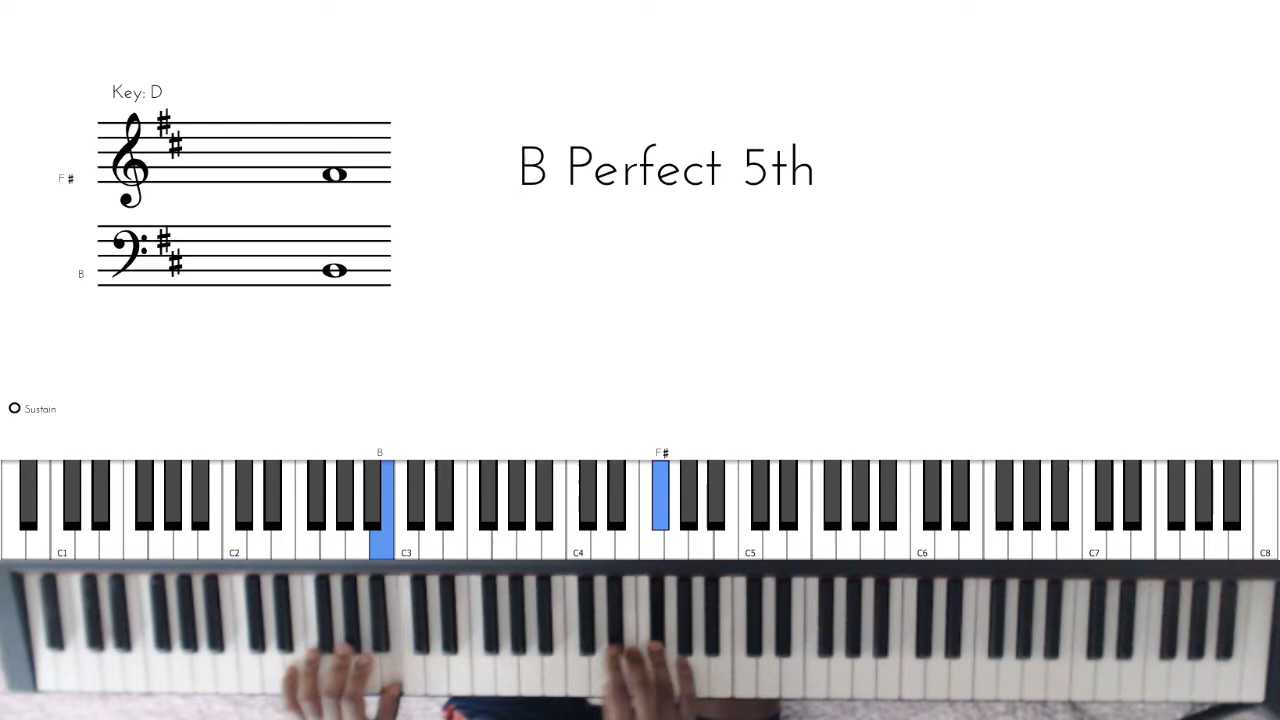 Key: D
B Perfect 5th
F#
B
Sustain
B F#
C1 C2 C3 C4 C5 C6 C7 C8